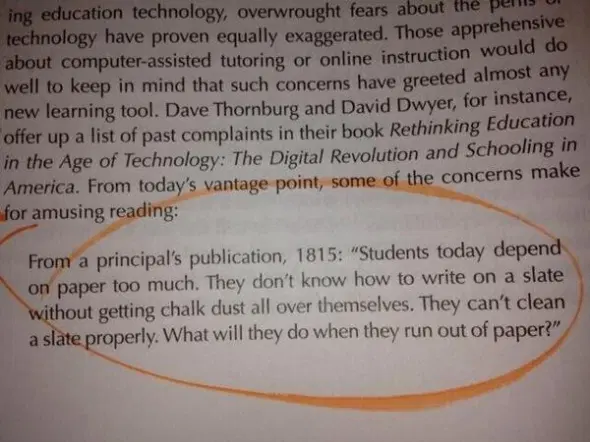 ing education technology, overwrought fears about the perils of
technology have proven equally exaggerated. Those apprehensive
about computer-assisted tutoring or online instruction would do
well to keep in mind that such concerns have greeted almost any
new learning tool. Dave Thornburg and David Dwyer, for instance,
offer up a list of past complaints in their book Rethinking Education
in the Age of Technology: The Digital Revolution and Schooling in
America. From today's vantage point, some of the concerns make
for amusing reading:
From a principal's publication, 1815: “Students today depend
on paper too much. They don't know how to write on a slate
without getting chalk dust all over themselves. They can't clean
a slate properly. What will they do when they run out of paper?”